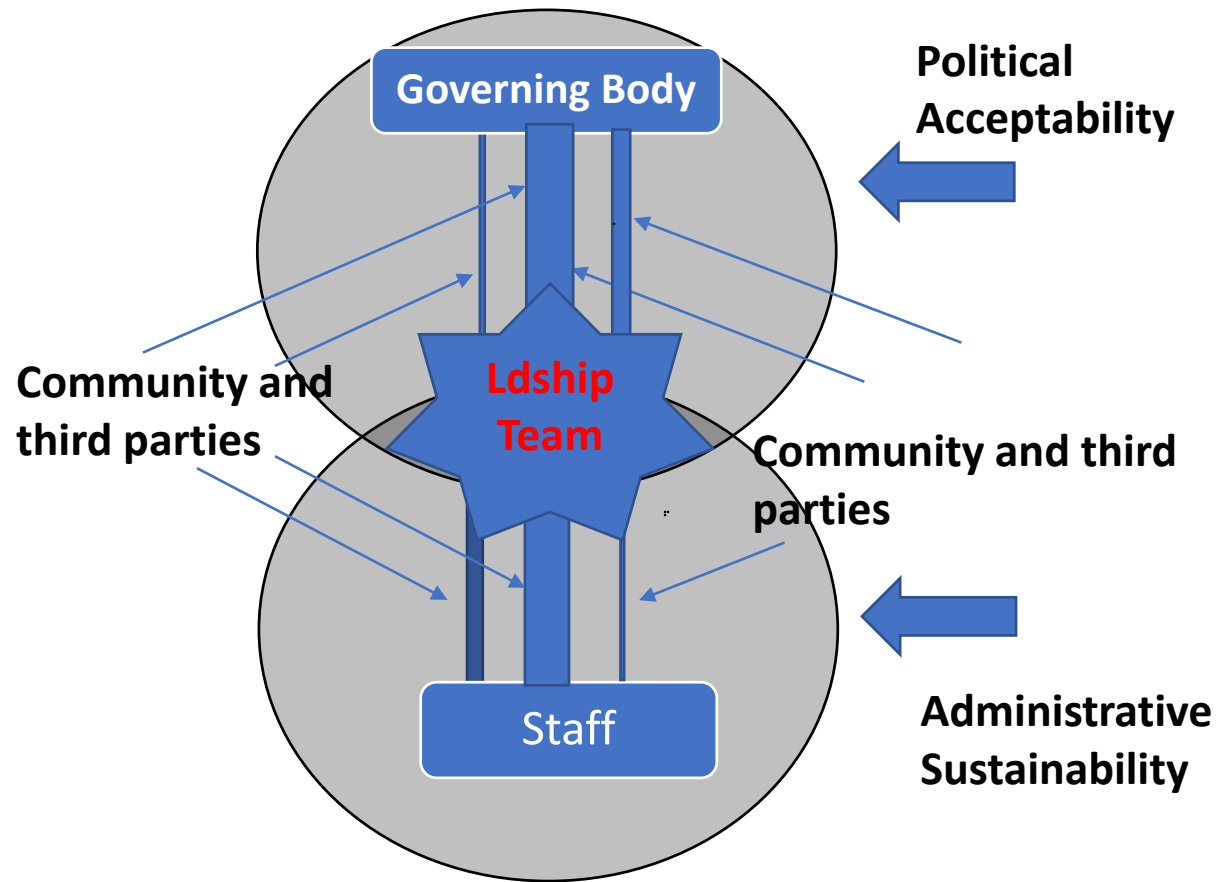 Governing Body
Political
Acceptability
Ldship
Team
Community and
third parties
Community and third
parties
Staff
Administrative
Sustainability